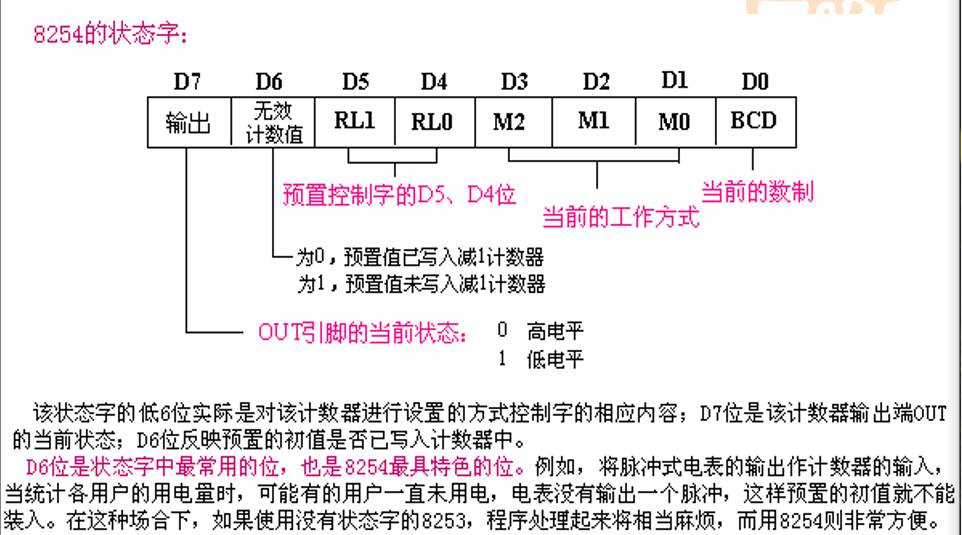 8254的状态字：
D7 D6 D5 D4 D3 D2 D1 D0
输出 无效计数值 RL1 RL0 M2 M1 M0 BCD
预置控制字的D5、D4位
当前的工作方式
当前的数制
为0，预置值已写入减1计数器
为1，预置值未写入减1计数器
OUT引脚的当前状态： 0 高电平
1 低电平
该状态字的低6位实际是对该计数器进行设置的方式控制字的相应内容；D7位是该计数器输出端OUT
的当前状态；D6位反映预置的初值是否已写入计数器中。
D6位是状态字中最常用的位，也是8254最具特色的位。例如，将脉冲式电表的输出作计数器的输入，
当统计各用户的用电量时，可能有的用户一直未用电，电表没有输出一个脉冲，这样预置的初值就不能
装入。在这种场合下，如果使用没有状态字的8253，程序处理起来将相当麻烦，而用8254则非常方便。